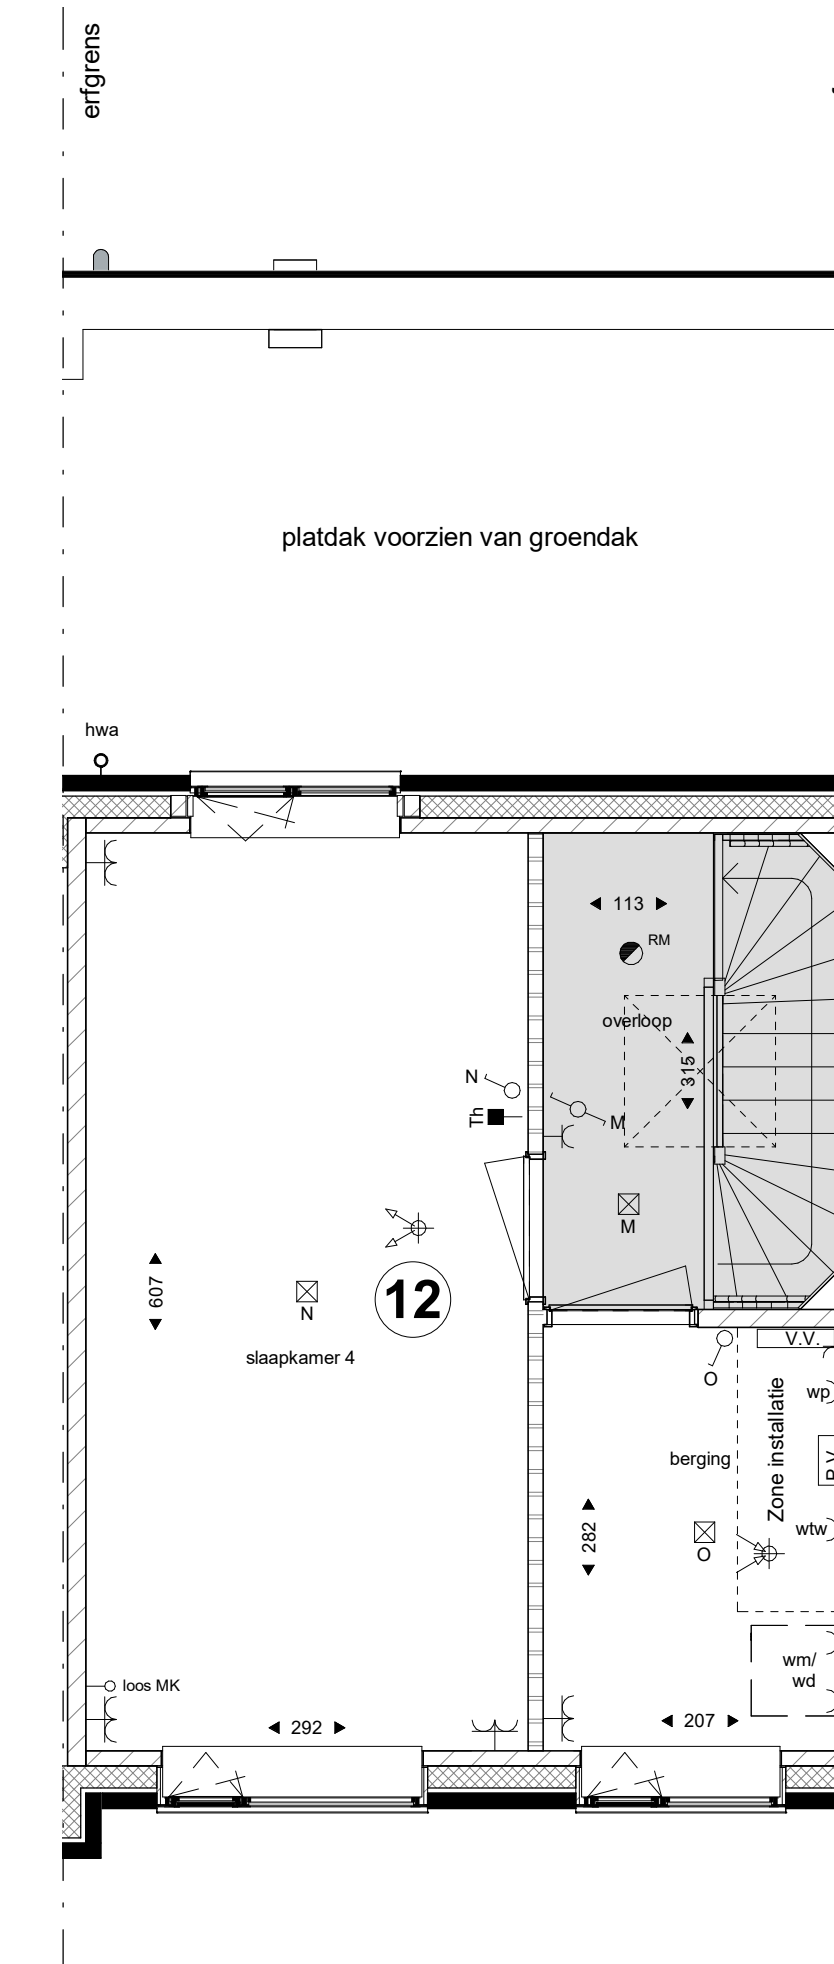 erfgrens
platdak voorzien van groendak
hwa
113
RM
overloop
315
N
Th
M
M
607
N
12
slaapkamer 4
V.V.
O
wp
Zone installatie
berging
282
O
wtw
wm/
wd
loos MK
292
207